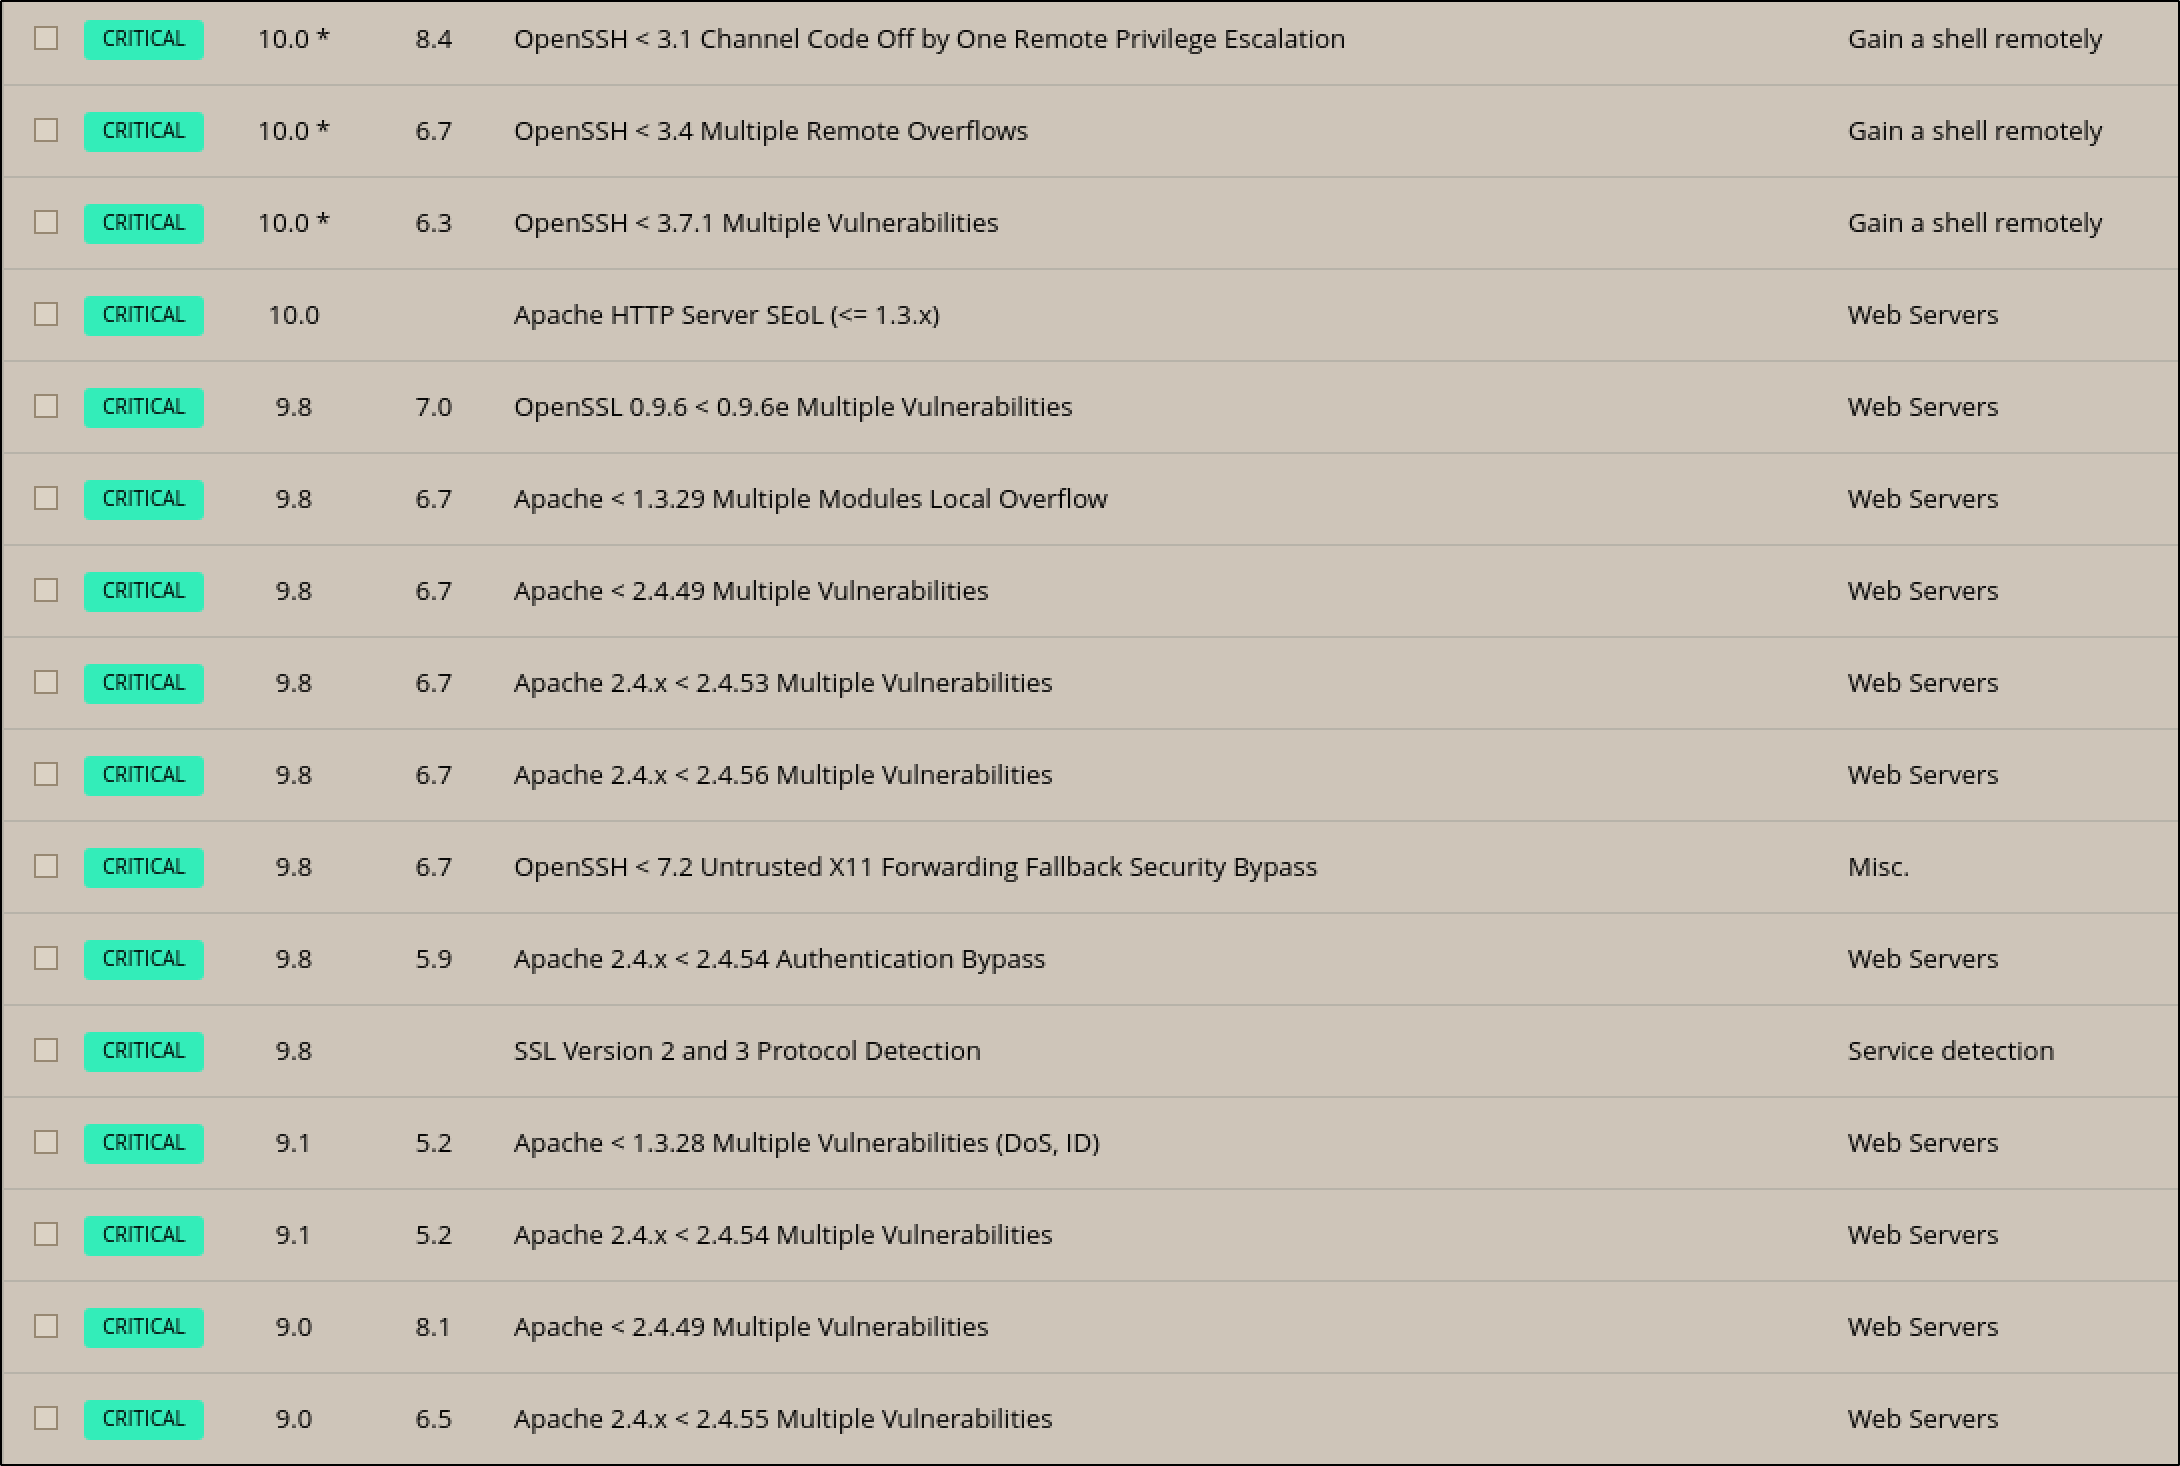 CRITICAL 10.0 * 8.4 OpenSSH < 3.1 Channel Code Off by One Remote Privilege Escalation Gain a shell remotely
CRITICAL 10.0 * 6.7 OpenSSH < 3.4 Multiple Remote Overflows Gain a shell remotely
CRITICAL 10.0 * 6.3 OpenSSH < 3.7.1 Multiple Vulnerabilities Gain a shell remotely
CRITICAL 10.0 Apache HTTP Server SEoL (<= 1.3.x) Web Servers
CRITICAL 9.8 7.0 OpenSSL 0.9.6 < 0.9.6e Multiple Vulnerabilities Web Servers
CRITICAL 9.8 6.7 Apache < 1.3.29 Multiple Modules Local Overflow Web Servers
CRITICAL 9.8 6.7 Apache < 2.4.49 Multiple Vulnerabilities Web Servers
CRITICAL 9.8 6.7 Apache 2.4.x < 2.4.53 Multiple Vulnerabilities Web Servers
CRITICAL 9.8 6.7 Apache 2.4.x < 2.4.56 Multiple Vulnerabilities Web Servers
CRITICAL 9.8 6.7 OpenSSH < 7.2 Untrusted X11 Forwarding Fallback Security Bypass Misc.
CRITICAL 9.8 5.9 Apache 2.4.x < 2.4.54 Authentication Bypass Web Servers
CRITICAL 9.8 SSL Version 2 and 3 Protocol Detection Service detection
CRITICAL 9.1 5.2 Apache < 1.3.28 Multiple Vulnerabilities (DoS, ID) Web Servers
CRITICAL 9.1 5.2 Apache 2.4.x < 2.4.54 Multiple Vulnerabilities Web Servers
CRITICAL 9.0 8.1 Apache < 2.4.49 Multiple Vulnerabilities Web Servers
CRITICAL 9.0 6.5 Apache 2.4.x < 2.4.55 Multiple Vulnerabilities Web Servers